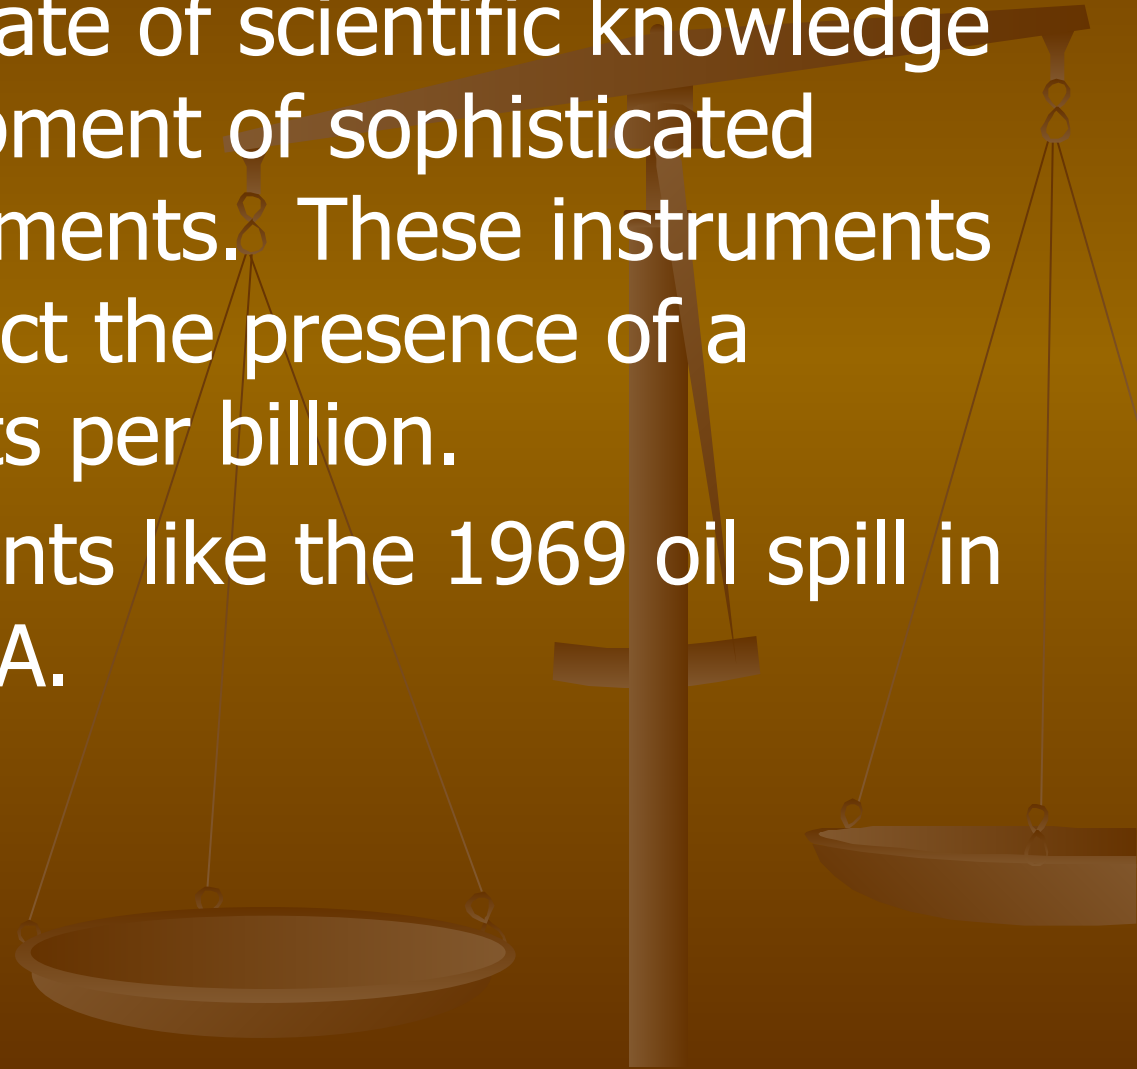 ate of scientific knowledge
pment of sophisticated
ments.  These instruments
ct the presence of a
ts per billion.
nts like the 1969 oil spill in
A.